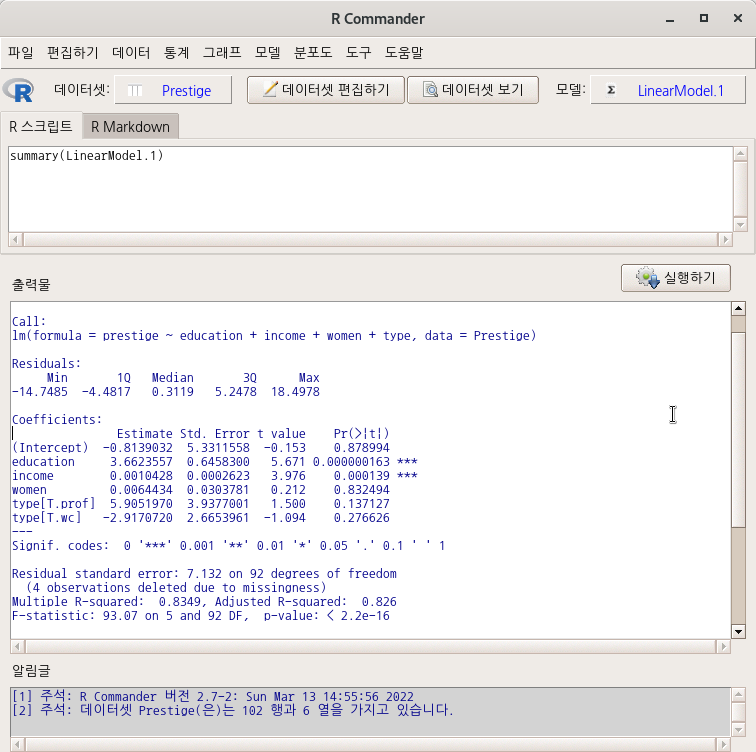 R Commander
파일 편집하기 데이터 통계 그래프 모델 분포도 도구 도움말
데이터셋: Prestige 데이터셋 편집하기 데이터셋 보기 모델: Σ LinearModel.1
R 스크립트 R Markdown
summary(LinearModel.1)
출력물 실행하기
Call:
lm(formula = prestige ~ education + income + women + type, data = Prestige)
Residuals:
Min 1Q Median 3Q Max
-14.7485 -4.4817 0.3119 5.2478 18.4978
Coefficients:
Estimate Std. Error t value Pr(>|t|)
(Intercept) -0.8139032 5.3311558 -0.153 0.878994
education 3.6623557 0.6458300 5.671 0.000000163 ***
income 0.0010428 0.0002623 3.976 0.000139 ***
women 0.0064434 0.0303781 0.212 0.832494
type[T.prof] 5.9051970 3.9377001 1.500 0.137127
type[T.wc] -2.9170720 2.6653961 -1.094 0.276626
---
Signif. codes: 0 '***' 0.001 '**' 0.01 '*' 0.05 '.' 0.1 ' ' 1
Residual standard error: 7.132 on 92 degrees of freedom
(4 observations deleted due to missingness)
Multiple R-squared: 0.8349, Adjusted R-squared: 0.826
F-statistic: 93.07 on 5 and 92 DF, p-value: < 2.2e-16
알림글
[1] 주석: R Commander 버전 2.7-2: Sun Mar 13 14:55:56 2022
[2] 주석: 데이터셋 Prestige(은)는 102 행과 6 열을 가지고 있습니다.